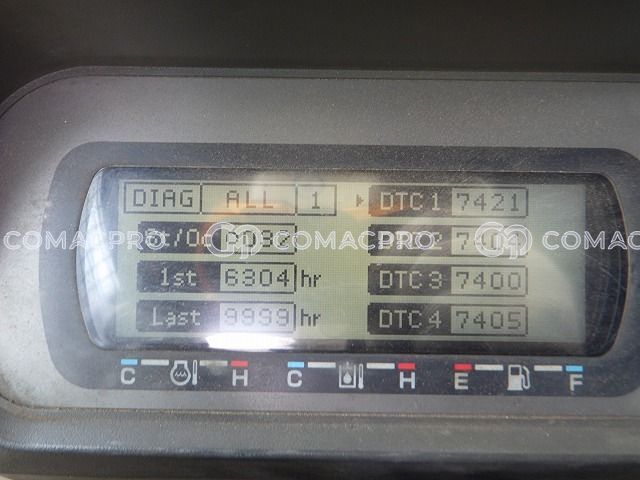 DIAG ALL 1 DTC 1 7421
COMACPRO COMACPRO COMACPRO
1st 6304 hr DTC 3 7400
Last 9999 hr DTC 4 7405
C H C H E F